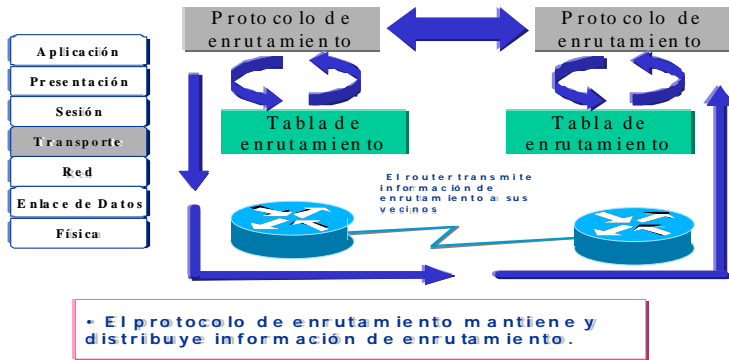 Protocolo de
enrutamiento
Protocolo de
enrutamiento
Aplicación
Presentación
Sesión
Transporte
Red
Enlace de Datos
Física
Tabla de
enrutamiento
Tabla de
enrutamiento
El router transmite
información de
enrutamiento a sus
vecinos
• El protocolo de enrutamiento mantiene y
distribuye información de enrutamiento.